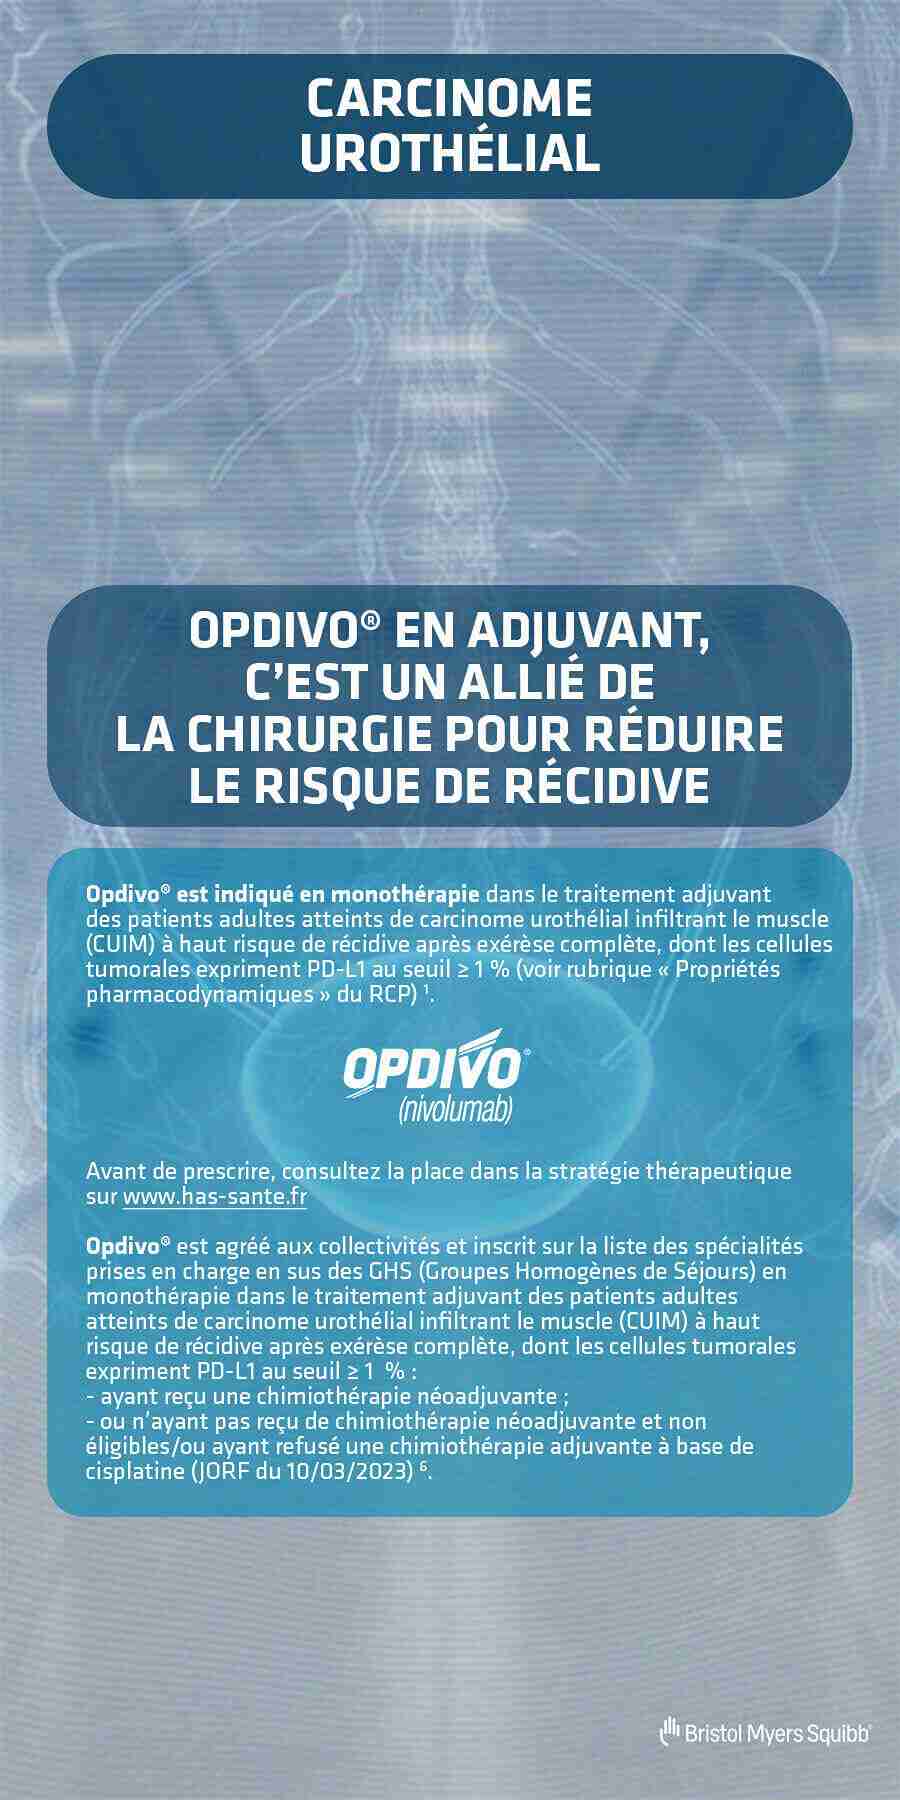 CARCINOME
UROTHÉLIAL
OPDIVO® EN ADJUVANT,
C'EST UN ALLIÉ DE
LA CHIRURGIE POUR RÉDUIRE
LE RISQUE DE RÉCIDIVE
Opdivo® est indiqué en monothérapie dans le traitement adjuvant
des patients adultes atteints de carcinome urothélial infiltrant le muscle
(CUIM) à haut risque de récidive après exérèse complète, dont les cellules
tumorales expriment PD-L1 au seuil ≥ 1 % (voir rubrique « Propriétés
pharmacodynamiques » du RCP) ¹.
OPDIVO®
(nivolumab)
Avant de prescrire, consultez la place dans la stratégie thérapeutique
sur www.has-sante.fr
Opdivo® est agréé aux collectivités et inscrit sur la liste des spécialités
prises en charge en sus des GHS (Groupes Homogènes de Séjours) en
monothérapie dans le traitement adjuvant des patients adultes
atteints de carcinome urothélial infiltrant le muscle (CUIM) à haut
risque de récidive après exérèse complète, dont les cellules tumorales
expriment PD-L1 au seuil ≥ 1 % :
- ayant reçu une chimiothérapie néoadjuvante ;
- ou n'ayant pas reçu de chimiothérapie néoadjuvante et non
éligibles/ou ayant refusé une chimiothérapie adjuvante à base de
cisplatine (JORF du 10/03/2023) ⁶.
Bristol Myers Squibb®